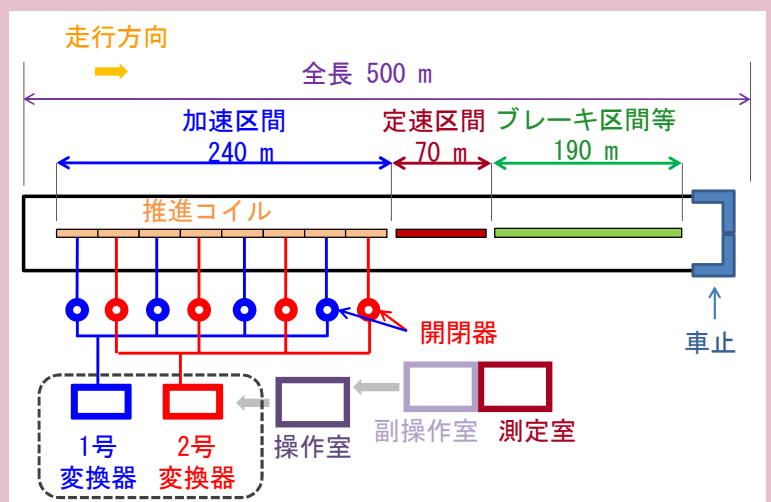 走行方向
全長 500 m
加速区間
240 m
定速区間
70 m
ブレーキ区間等
190 m
推進コイル
開閉器
車止
1号
変換器
2号
変換器
操作室
副操作室
測定室